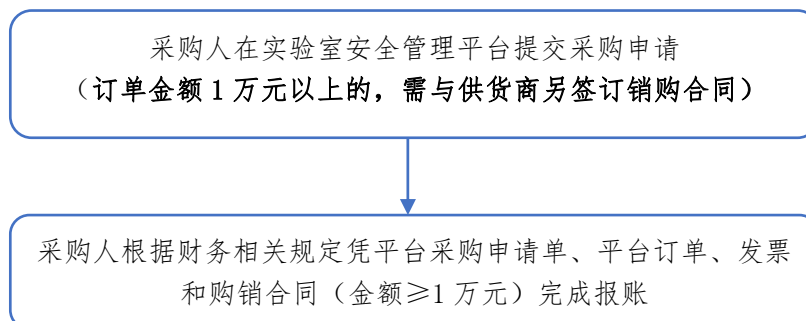 采购人在实验室安全管理平台提交采购申请
（订单金额 1 万元以上的，需与供货商另签订销购合同）
采购人根据财务相关规定凭平台采购申请单、平台订单、发票
和购销合同（金额≥1 万元）完成报账